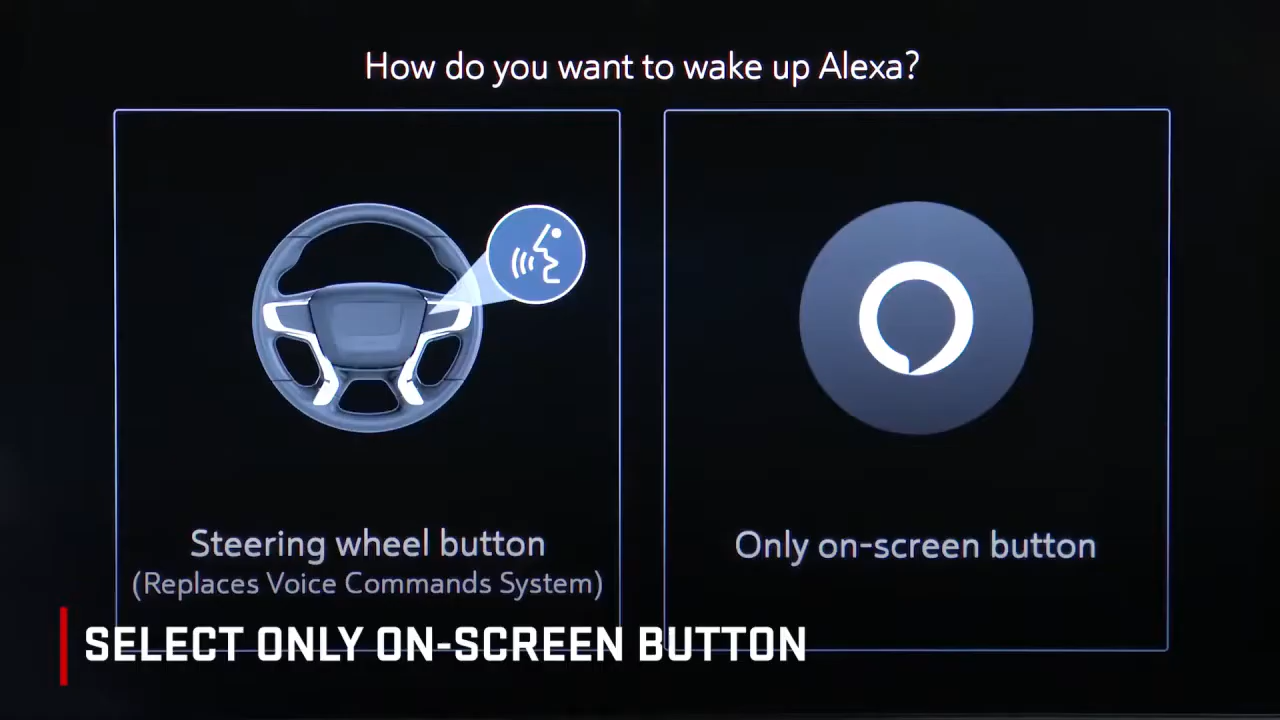 How do you want to wake up Alexa?
Steering wheel button
(Replaces Voice Commands System)
Only on-screen button
SELECT ONLY ON-SCREEN BUTTON